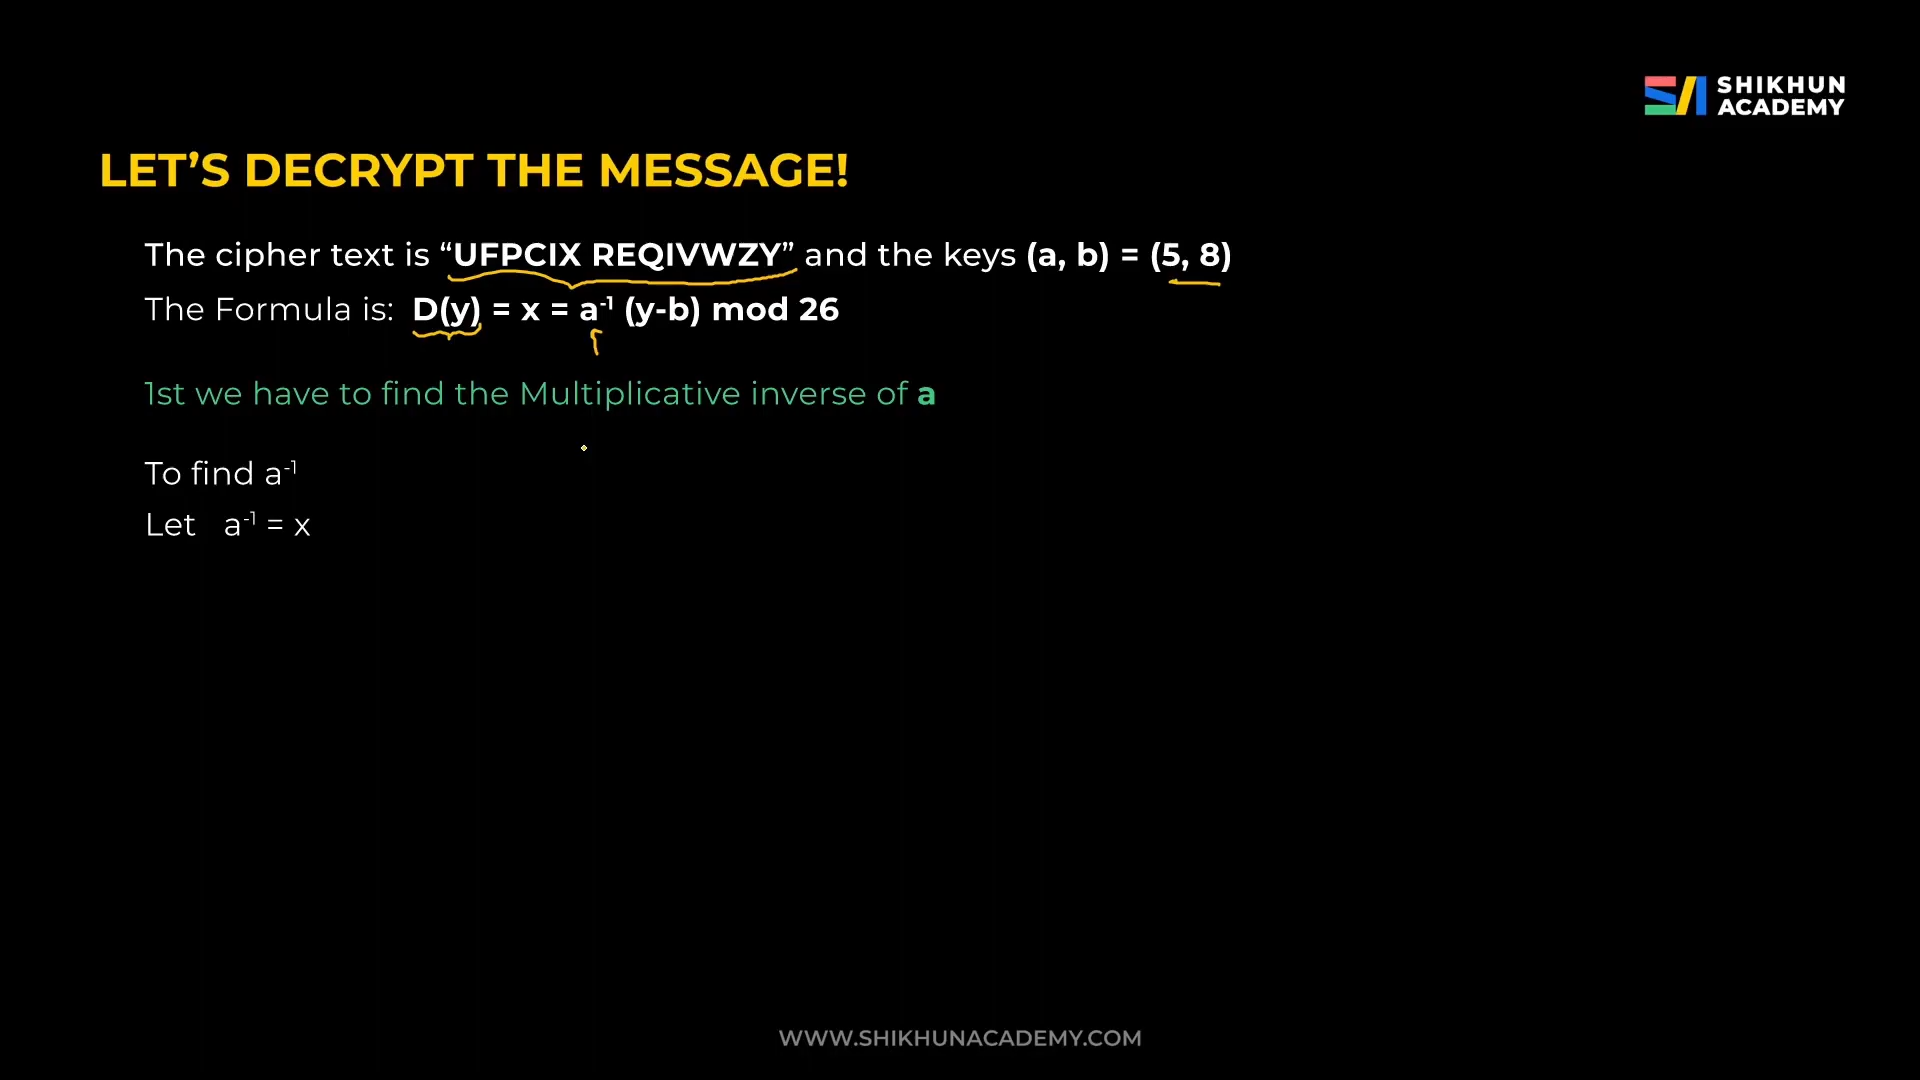 SHIKHUN
ACADEMY
LET’S DECRYPT THE MESSAGE!
The cipher text is “UFPCIX REQIVWZY” and the keys (a, b) = (5, 8)
The Formula is: D(y) = x = a⁻¹ (y-b) mod 26
1st we have to find the Multiplicative inverse of a
To find a⁻¹
Let a⁻¹ = x
WWW.SHIKHUNACADEMY.COM